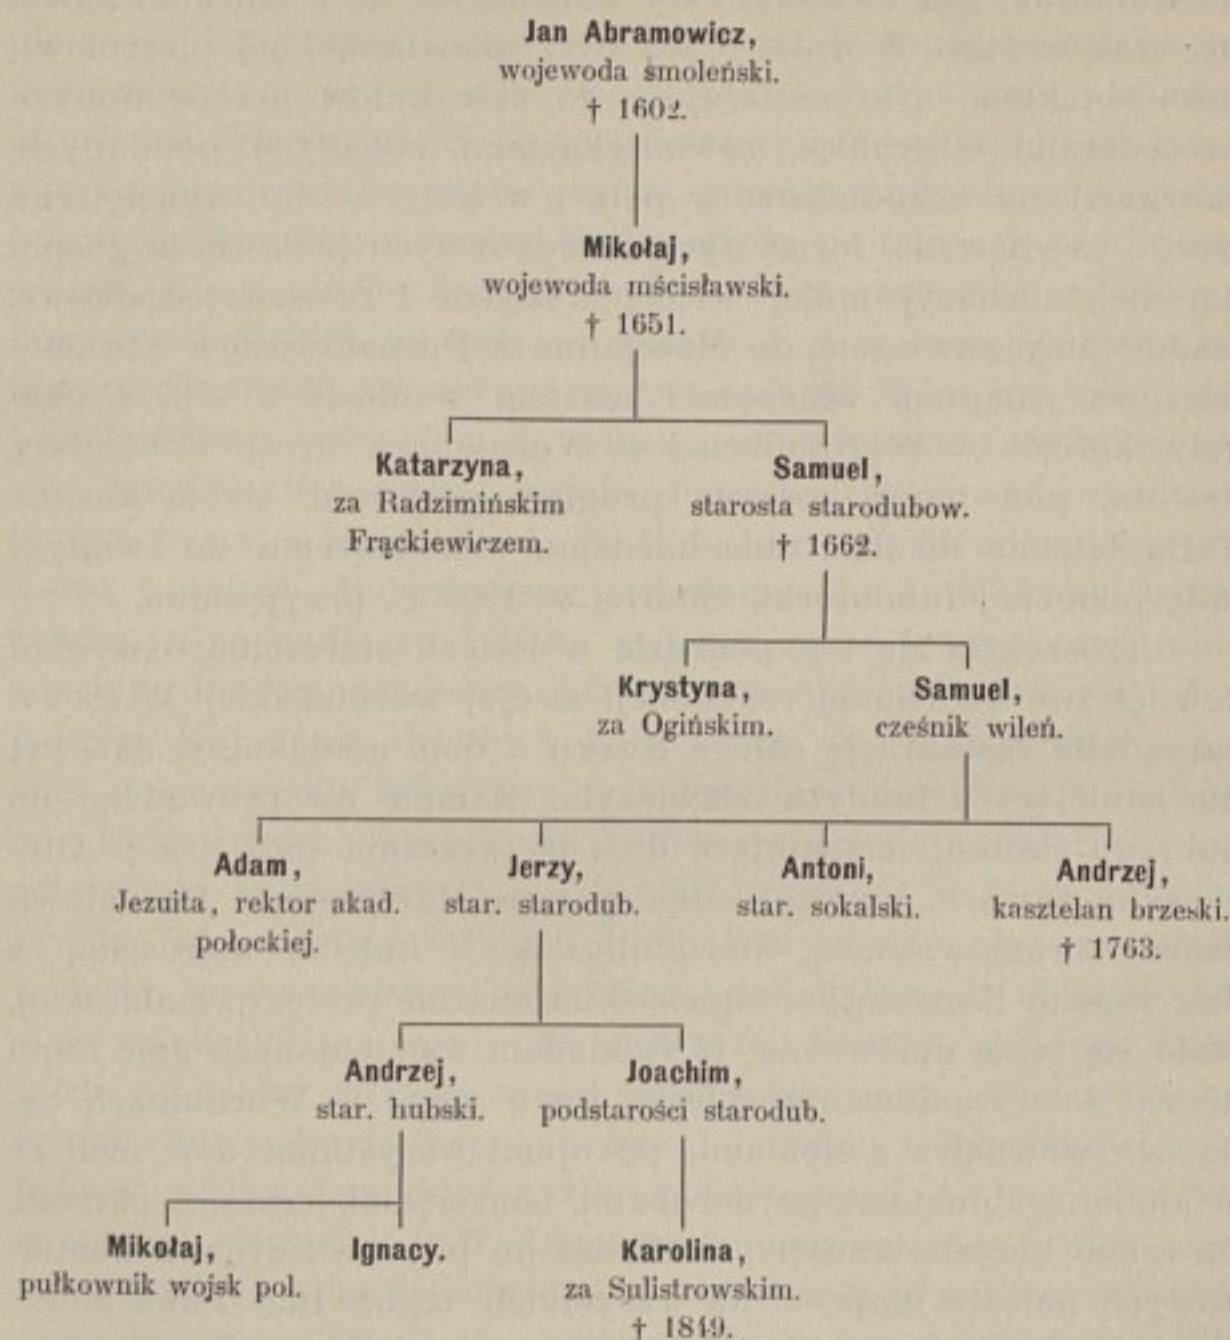 Jan Abramowicz,
wojewoda smoleński.
† 1602.
Mikołaj,
wojewoda mścisławski.
† 1651.
Katarzyna,
za Radzimińskim
Frąckiewiczem.
Samuel,
starosta starodubow.
† 1662.
Krystyna,
za Ogińskim.
Samuel,
cześnik wileń.
Adam,
Jezuita, rektor akad.
połockiej.
Jerzy,
star. starodub.
Antoni,
star. sokalski.
Andrzej,
kasztelan brzeski.
† 1763.
Andrzej,
star. hubski.
Joachim,
podstarości starodub.
Mikołaj,
pułkownik wojsk pol.
Ignacy.
Karolina,
za Sulistrowskim.
† 1849.